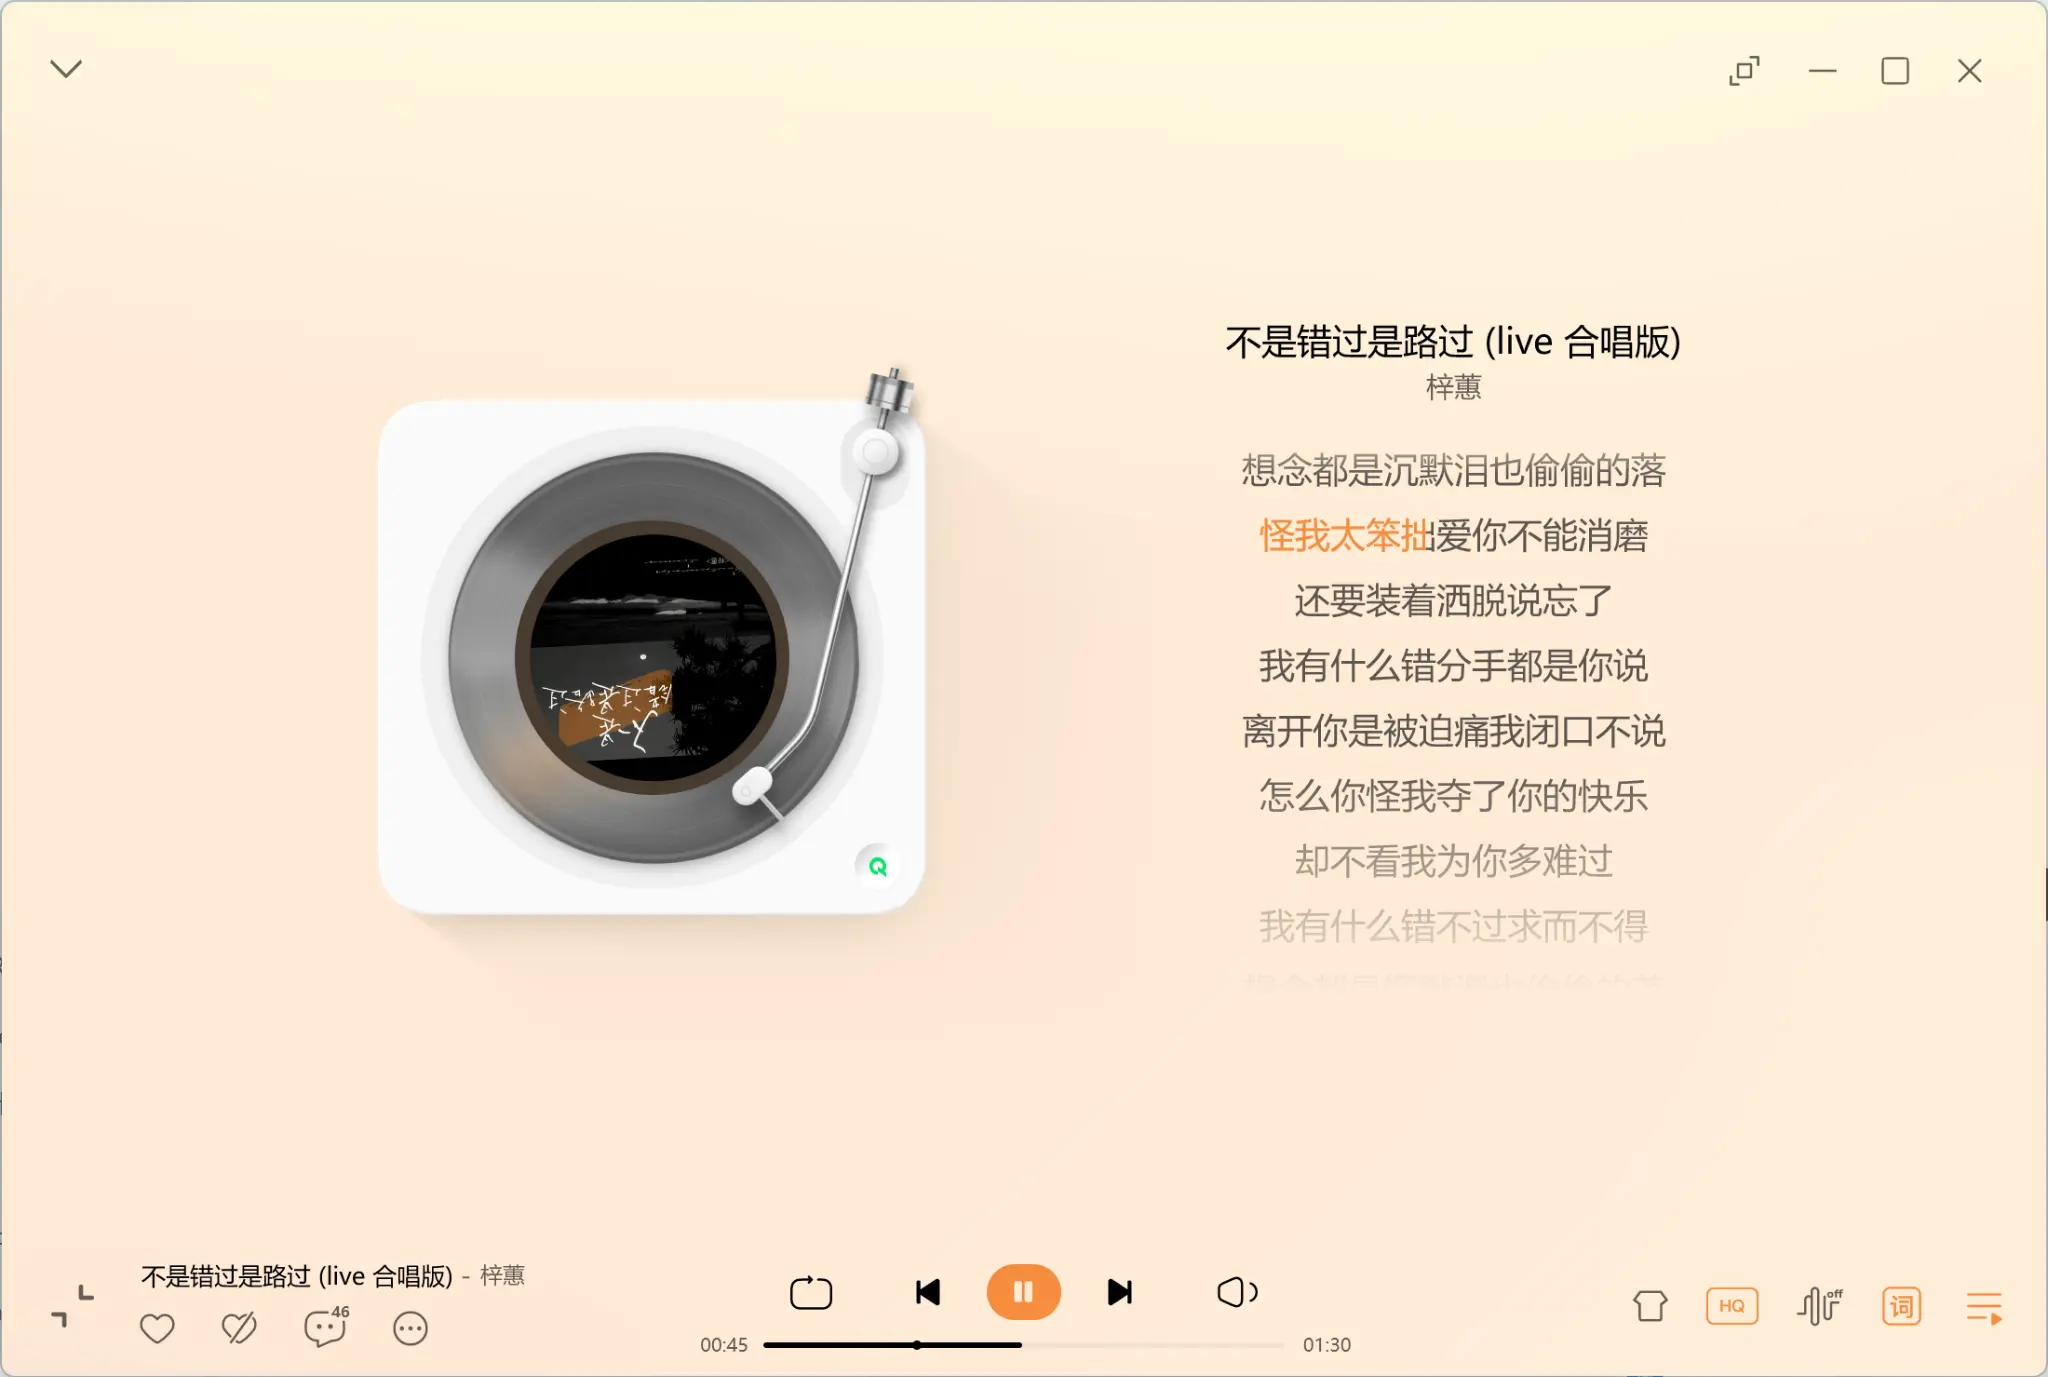 不是错过是路过 (live 合唱版)
梓蕙
想念都是沉默泪也偷偷的落
怪我太笨拙爱你不能消磨
还要装着洒脱说忘了
我有什么错分手都是你说
离开你是被迫痛我闭口不说
怎么你怪我夺了你的快乐
却不看我为你多难过
我有什么错不过求而不得
不是错过是路过 (live 合唱版) - 梓蕙
46
00:45
01:30
HQ
off
词